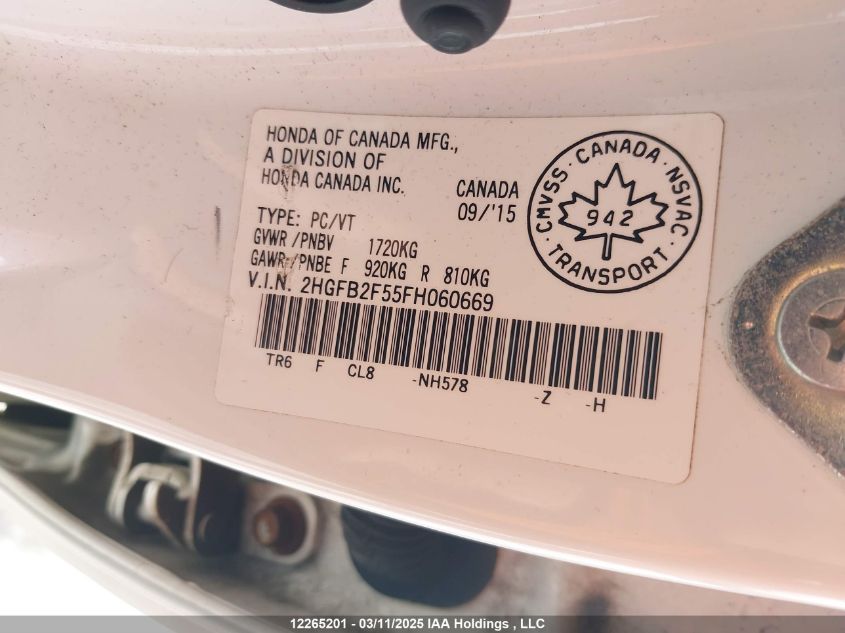 HONDA OF CANADA MFG.,
A DIVISION OF
HONDA CANADA INC.
CANADA
09/'15
TYPE: PC/VT
GVWR/PNBV 1720KG
GAWR/PNBE F 920KG R 810KG
V.I.N. 2HGFB2F55FH060669
TR6 F CL8 -NH578 -Z -H
CMVSS · CANADA · NSVAC
942
· TRANSPORT ·
12265201 - 03/11/2025 IAA Holdings , LLC